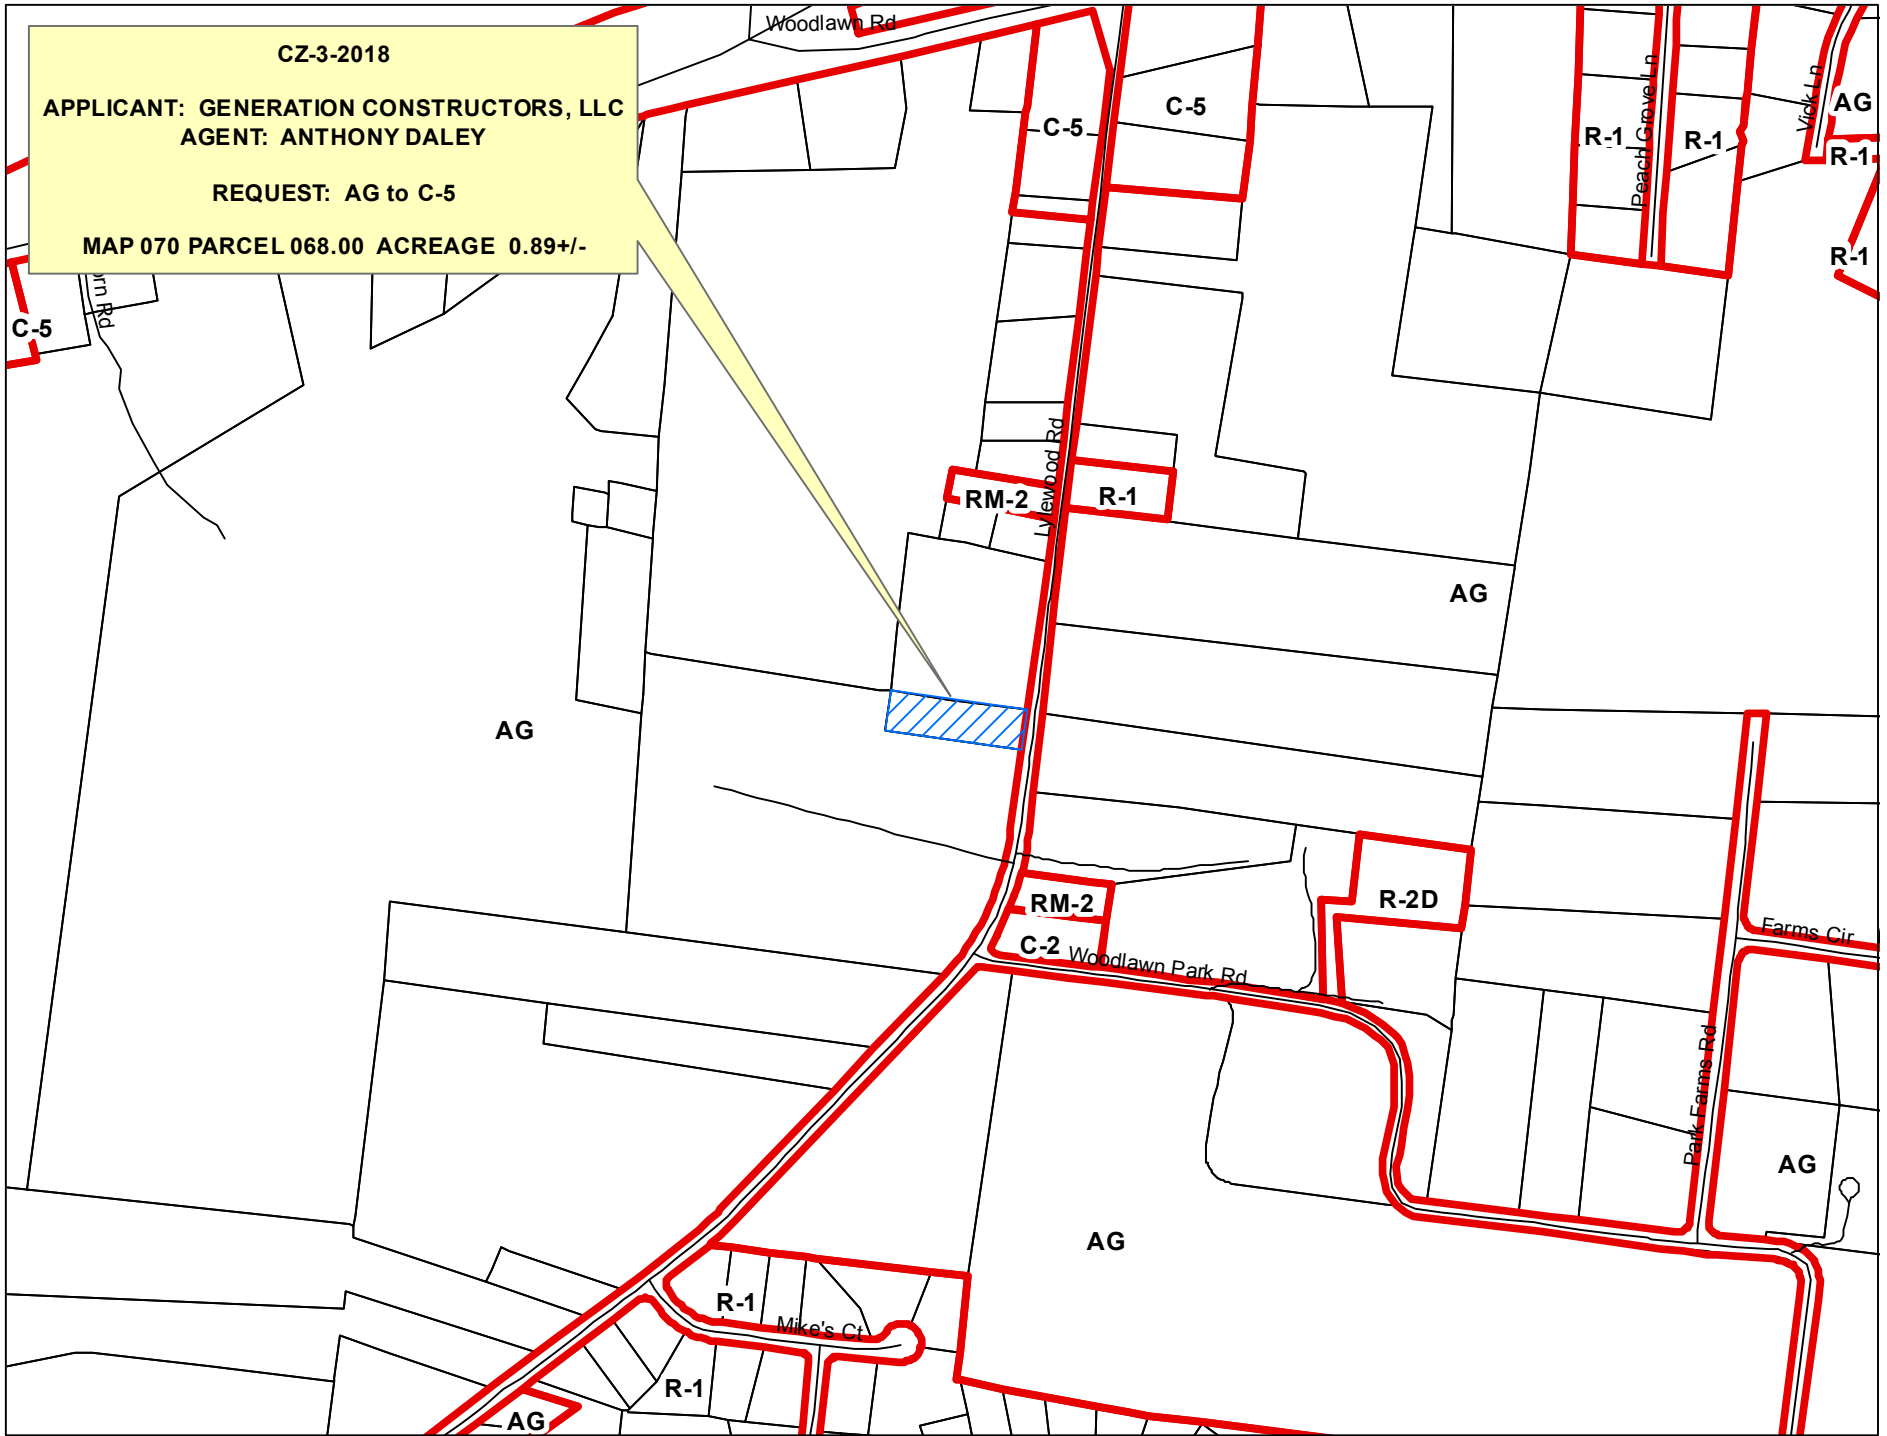 Woodlawn Rd
CZ-3-2018
APPLICANT: GENERATION CONSTRUCTORS, LLC
AGENT: ANTHONY DALEY
REQUEST: AG to C-5
MAP 070 PARCEL 068.00 ACREAGE 0.89+/-
C-5
C-5
R-1
Peach Grove Ln
R-1
Vick Ln
AG
R-1
R-1
orn Rd
C-5
Lylewood Rd
RM-2
R-1
AG
AG
RM-2
C-2
Woodlawn Park Rd
R-2D
Farms Cir
Park Farms Rd
AG
AG
R-1
Mike's Ct
R-1
AG